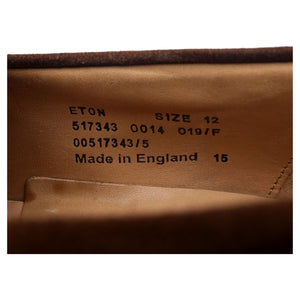 ETON SIZE 12
517343 0014 019/F
00517343/5
Made in England 15